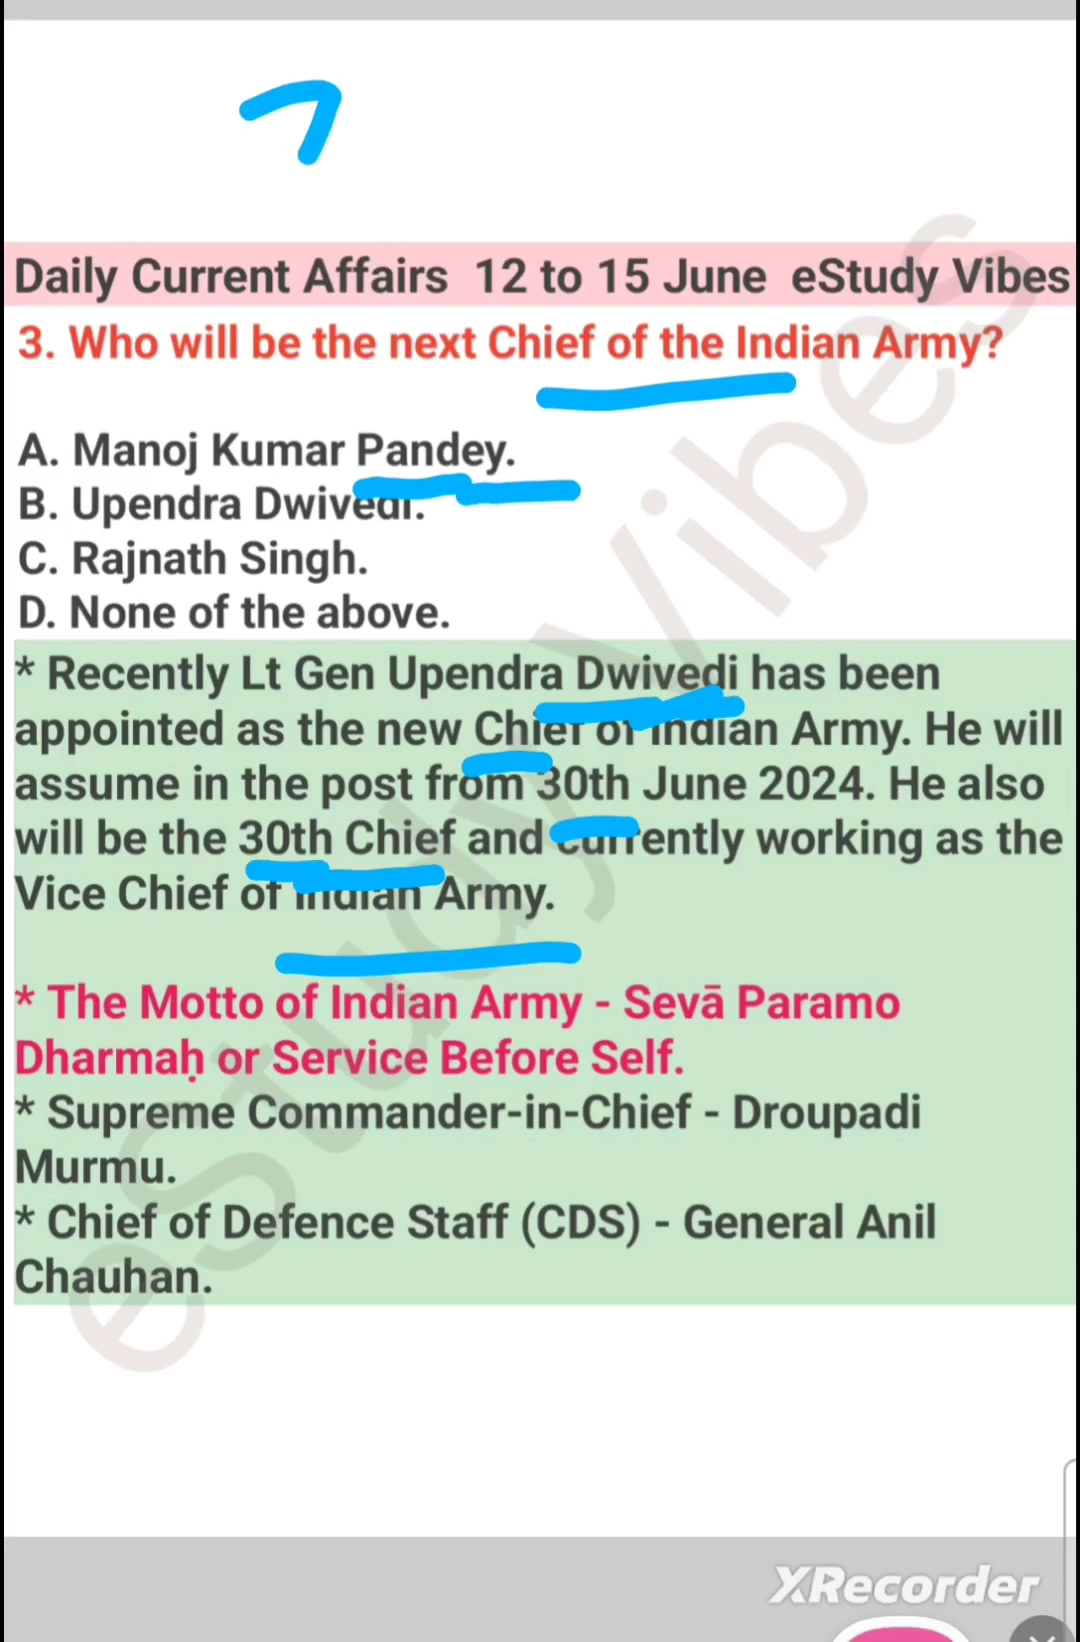 Daily Current Affairs 12 to 15 June eStudy Vibes
3. Who will be the next Chief of the Indian Army?
A. Manoj Kumar Pandey.
B. Upendra Dwivedi.
C. Rajnath Singh.
D. None of the above.
* Recently Lt Gen Upendra Dwivedi has been
appointed as the new Chief of Indian Army. He will
assume in the post from 30th June 2024. He also
will be the 30th Chief and currently working as the
Vice Chief of Indian Army.
* The Motto of Indian Army - Sevā Paramo
Dharmaḥ or Service Before Self.
* Supreme Commander-in-Chief - Droupadi
Murmu.
* Chief of Defence Staff (CDS) - General Anil
Chauhan.
eStudyVibes
XRecorder